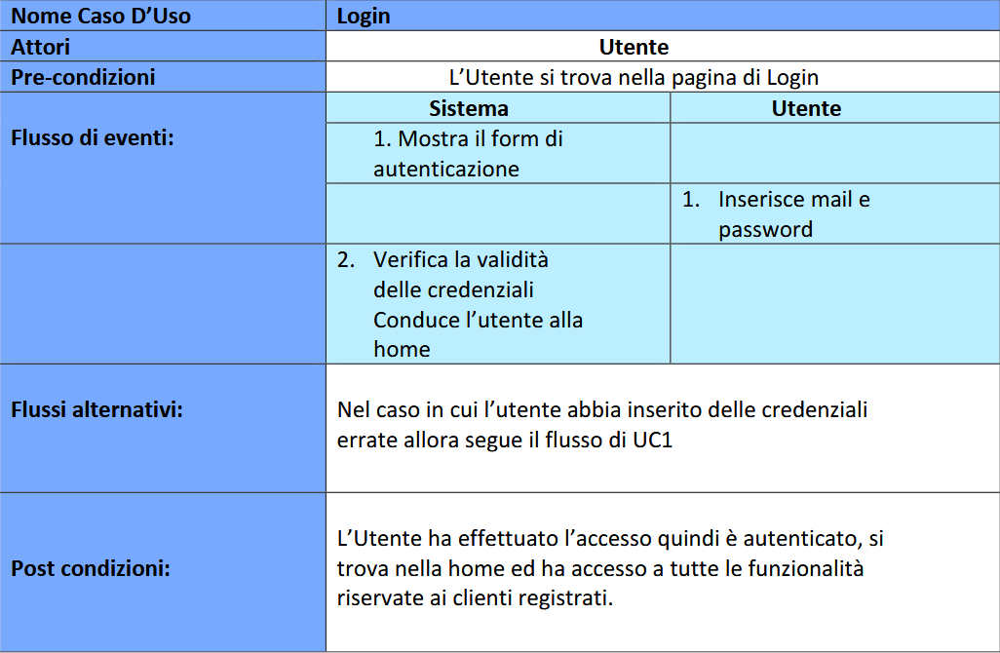 Nome Caso D’Uso Login
Attori Utente
Pre-condizioni L’Utente si trova nella pagina di Login
Sistema Utente
Flusso di eventi:
1. Mostra il form di
autenticazione
1. Inserisce mail e
password
2. Verifica la validità
delle credenziali
Conduce l’utente alla
home
Flussi alternativi:
Nel caso in cui l’utente abbia inserito delle credenziali
errate allora segue il flusso di UC1
Post condizioni:
L’Utente ha effettuato l’accesso quindi è autenticato, si
trova nella home ed ha accesso a tutte le funzionalità
riservate ai clienti registrati.